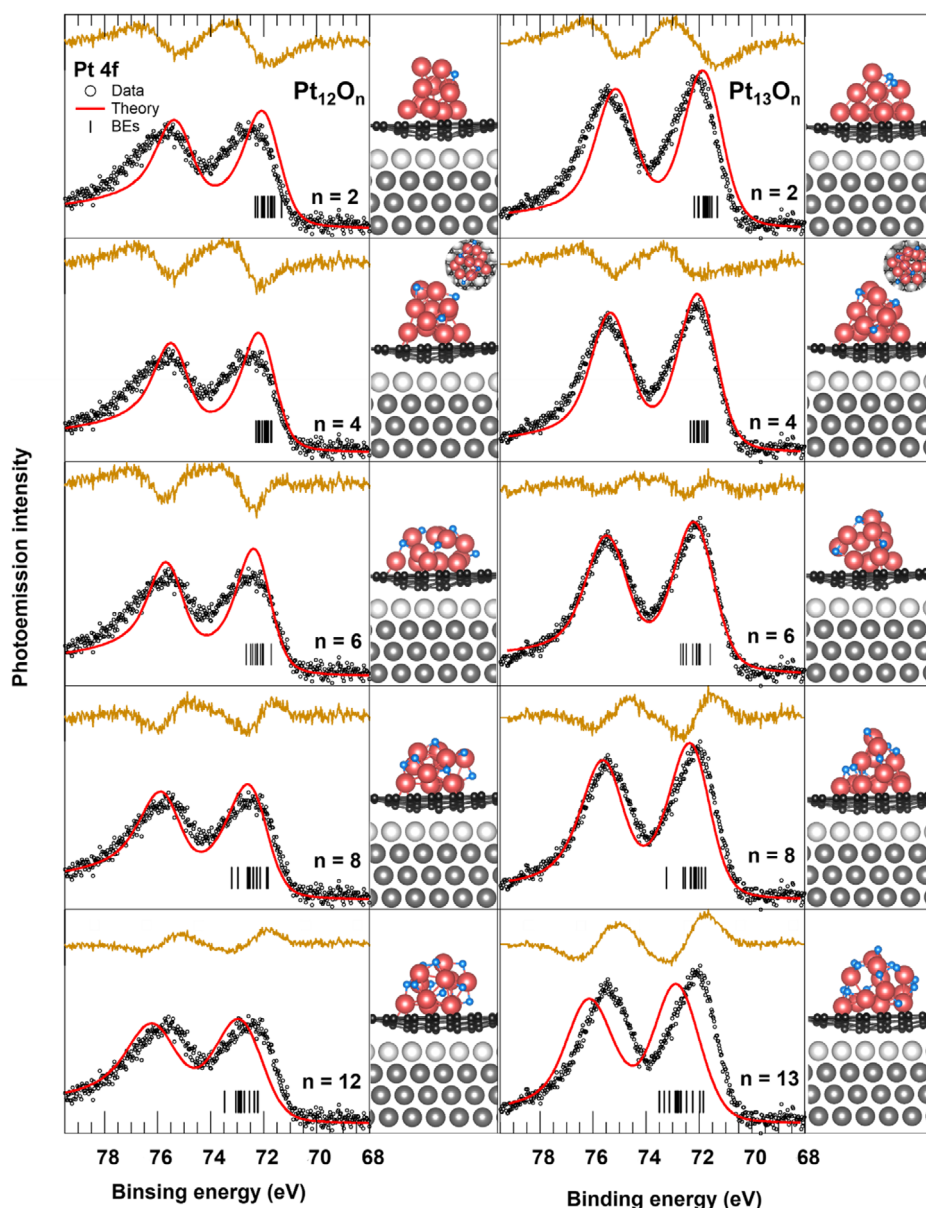 Pt 4f
Data
Theory
BEs
Pt12On
Pt13On
n = 2
n = 2
n = 4
n = 4
n = 6
n = 6
n = 8
n = 8
n = 12
n = 13
Photoemission intensity
78 76 74 72 70 68
78 76 74 72 70 68
Binsing energy (eV)
Binding energy (eV)